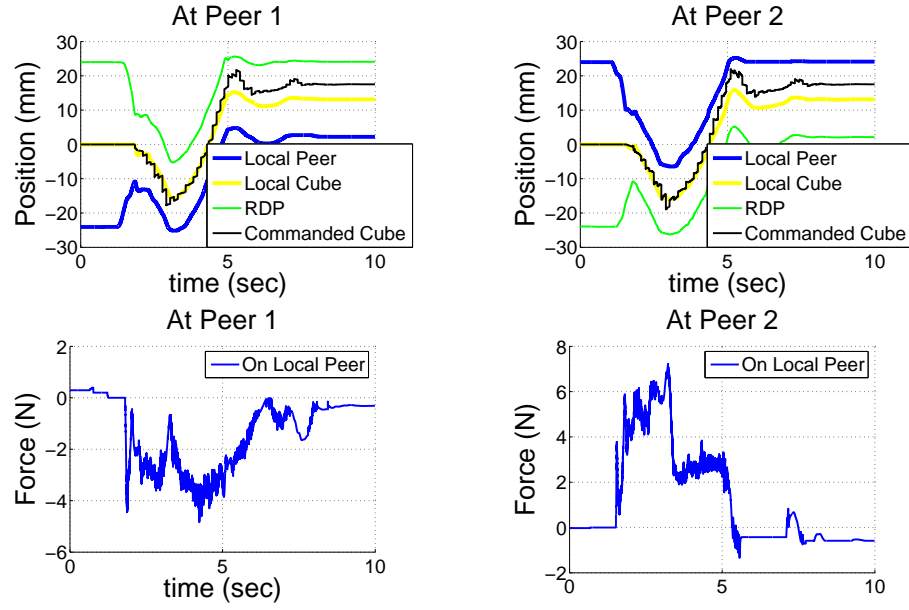 At Peer 1
At Peer 2
Position (mm)
30
20
10
0
−10
−20
−30
Local Peer
Local Cube
RDP
Commanded Cube
0
5
10
time (sec)
Position (mm)
30
20
10
0
−10
−20
−30
Local Peer
Local Cube
RDP
Commanded Cube
0
5
10
time (sec)
At Peer 1
At Peer 2
Force (N)
2
0
−2
−4
−6
On Local Peer
0
5
10
time (sec)
Force (N)
8
6
4
2
0
−2
On Local Peer
0
5
10